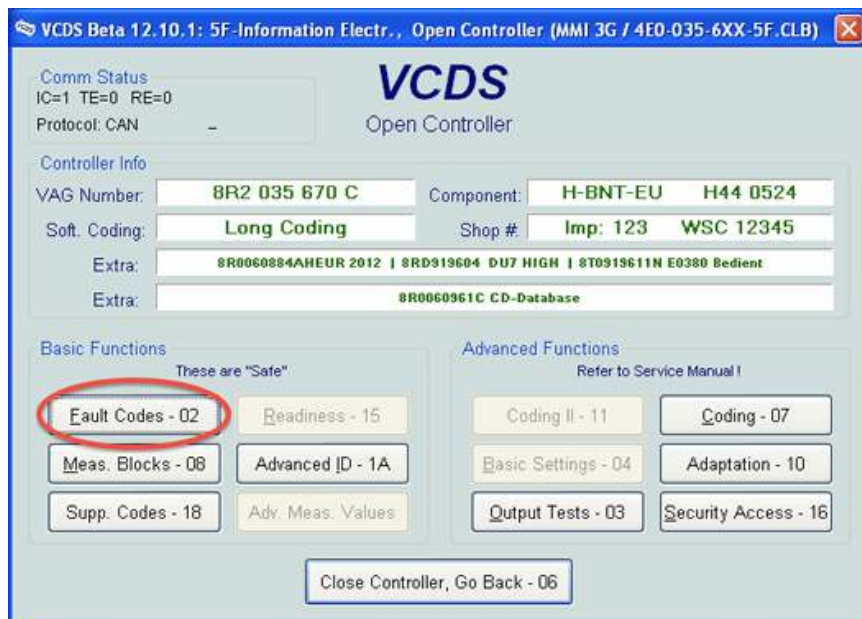 VCDS Beta 12.10.1: 5F-Information Electr., Open Controller (MMI 3G / 4E0-035-6XX-5F.CLB)
Comm Status
IC=1 TE=0 RE=0
Protocol: CAN –
VCDS
Open Controller
Controller Info
VAG Number: 8R2 035 670 C Component: H-BNT-EU H44 0524
Soft. Coding: Long Coding Shop #: Imp: 123 WSC 12345
Extra: 8R0060884AHEUR 2012 | 8RD919604 DU7 HIGH | 8T0919611N E0380 Bedient
Extra: 8R0060961C CD-Database
Basic Functions
These are "Safe"
Fault Codes - 02
Readiness - 15
Meas. Blocks - 08
Advanced ID - 1A
Supp. Codes - 18
Adv. Meas. Values
Advanced Functions
Refer to Service Manual !
Coding II - 11
Coding - 07
Basic Settings - 04
Adaptation - 10
Output Tests - 03
Security Access - 16
Close Controller, Go Back - 06